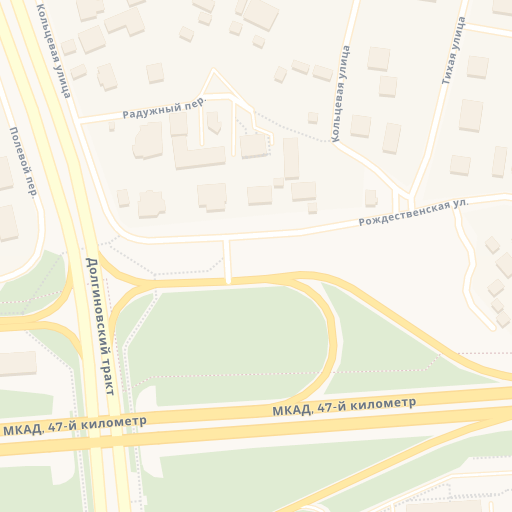 Кольцевая улица
Тихая улица
Кольцевая улица
Радужный пер.
Полевой пер.
Рождественская ул.
Долгиновский тракт
МКАД, 47-й километр
МКАД, 47-й километр